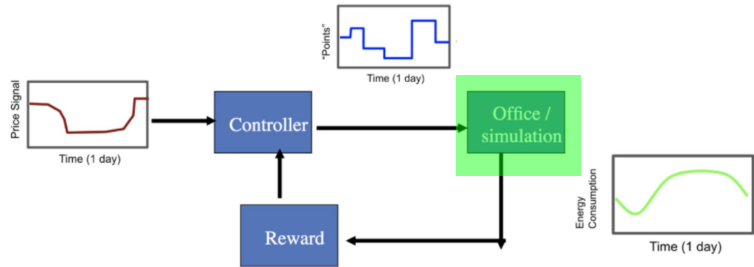 "Points"
Time (1 day)
Price Signal
Time (1 day)
Controller
Office /
simulation
Reward
Energy
Consumption
Time (1 day)